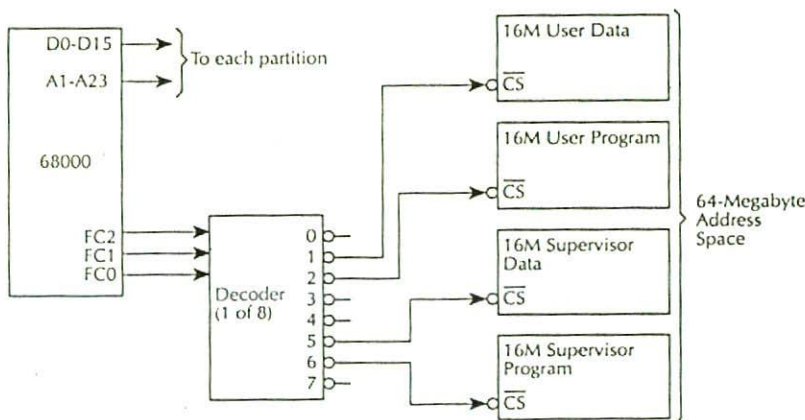 D0-D15
A1-A23
To each partition
68000
FC2
FC1
FC0
Decoder
(1 of 8)
0
1
2
3
4
5
6
7
16M User Data
CS
16M User Program
CS
16M Supervisor
Data
CS
16M Supervisor
Program
CS
64-Megabyte
Address
Space